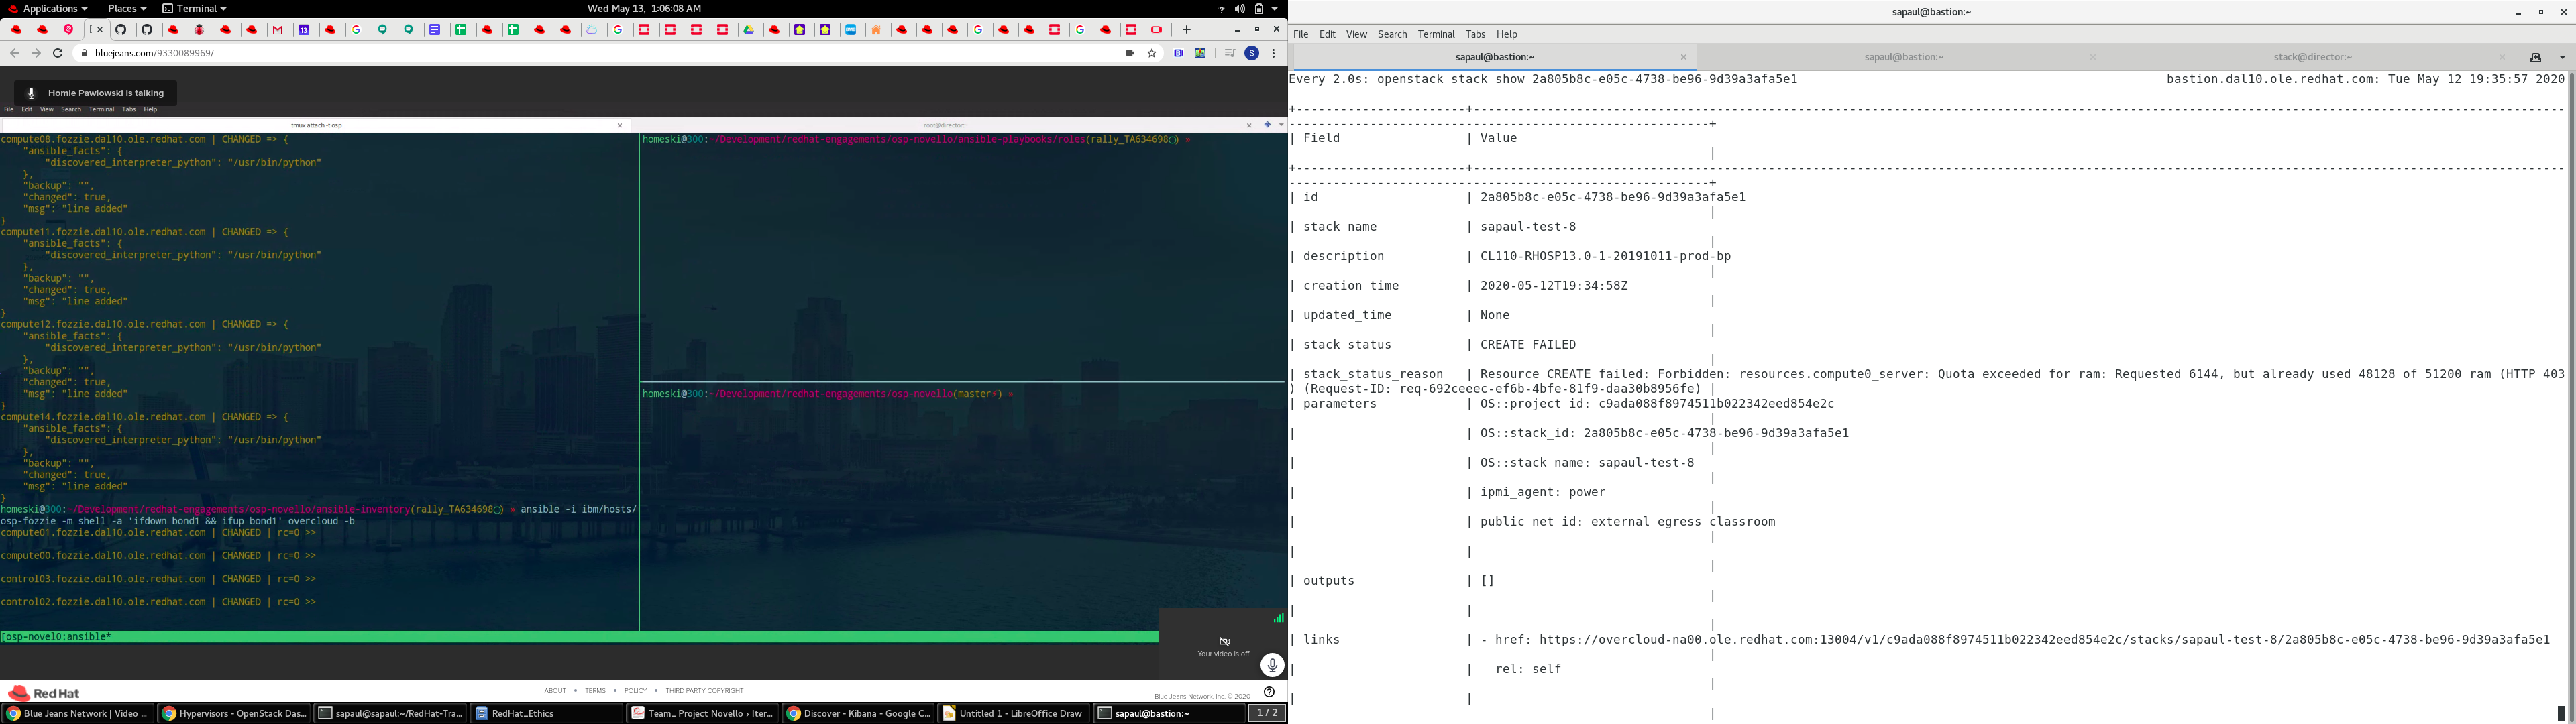 Applications Places Terminal Wed May 13, 1:06:08 AM
bluejeans.com/9330089969/
Homie Pawlowski is talking
File Edit View Search Terminal Tabs Help
tmux attach -t osp root@director:~
compute08.fozzie.dal10.ole.redhat.com | CHANGED => {
"ansible_facts": {
"discovered_interpreter_python": "/usr/bin/python"
},
"backup": "",
"changed": true,
"msg": "line added"
}
compute11.fozzie.dal10.ole.redhat.com | CHANGED => {
"ansible_facts": {
"discovered_interpreter_python": "/usr/bin/python"
},
"backup": "",
"changed": true,
"msg": "line added"
}
compute12.fozzie.dal10.ole.redhat.com | CHANGED => {
"ansible_facts": {
"discovered_interpreter_python": "/usr/bin/python"
},
"backup": "",
"changed": true,
"msg": "line added"
}
compute14.fozzie.dal10.ole.redhat.com | CHANGED => {
"ansible_facts": {
"discovered_interpreter_python": "/usr/bin/python"
},
"backup": "",
"changed": true,
"msg": "line added"
}
homeski@300:~/Development/redhat-engagements/osp-novello/ansible-inventory(rally_TA634698○) » ansible -i ibm/hosts/
osp-fozzie -m shell -a 'ifdown bond1 && ifup bond1' overcloud -b
compute01.fozzie.dal10.ole.redhat.com | CHANGED | rc=0 >>
compute00.fozzie.dal10.ole.redhat.com | CHANGED | rc=0 >>
control03.fozzie.dal10.ole.redhat.com | CHANGED | rc=0 >>
control02.fozzie.dal10.ole.redhat.com | CHANGED | rc=0 >>
[osp-novel0:ansible*
homeski@300:~/Development/redhat-engagements/osp-novello/ansible-playbooks/roles(rally_TA634698○) »
homeski@300:~/Development/redhat-engagements/osp-novello(master⚡) »
Your video is off
Red Hat
ABOUT • TERMS • POLICY • THIRD PARTY COPYRIGHT
Blue Jeans Network, Inc. © 2020
Blue Jeans Network | Video ...
Hypervisors - OpenStack Das...
sapaul@sapaul:~/RedHat-Tra...
RedHat_Ethics
Team_ Project Novello › Iter...
Discover - Kibana - Google C...
Untitled 1 - LibreOffice Draw
sapaul@bastion:~
1 / 2
sapaul@bastion:~
File Edit View Search Terminal Tabs Help
sapaul@bastion:~ sapaul@bastion:~ stack@director:~
Every 2.0s: openstack stack show 2a805b8c-e05c-4738-be96-9d39a3afa5e1 bastion.dal10.ole.redhat.com: Tue May 12 19:35:57 2020
| Field | Value |
| id | 2a805b8c-e05c-4738-be96-9d39a3afa5e1 |
| stack_name | sapaul-test-8 |
| description | CL110-RHOSP13.0-1-20191011-prod-bp |
| creation_time | 2020-05-12T19:34:58Z |
| updated_time | None |
| stack_status | CREATE_FAILED |
| stack_status_reason | Resource CREATE failed: Forbidden: resources.compute0_server: Quota exceeded for ram: Requested 6144, but already used 48128 of 51200 ram (HTTP 403
) (Request-ID: req-692ceeec-ef6b-4bfe-81f9-daa30b8956fe) |
| parameters | OS::project_id: c9ada088f8974511b022342eed854e2c |
| | OS::stack_id: 2a805b8c-e05c-4738-be96-9d39a3afa5e1 |
| | OS::stack_name: sapaul-test-8 |
| | ipmi_agent: power |
| | public_net_id: external_egress_classroom |
| | |
| outputs | [] |
| | |
| links | - href: https://overcloud-na00.ole.redhat.com:13004/v1/c9ada088f8974511b022342eed854e2c/stacks/sapaul-test-8/2a805b8c-e05c-4738-be96-9d39a3afa5e1 |
| | rel: self |
| | |